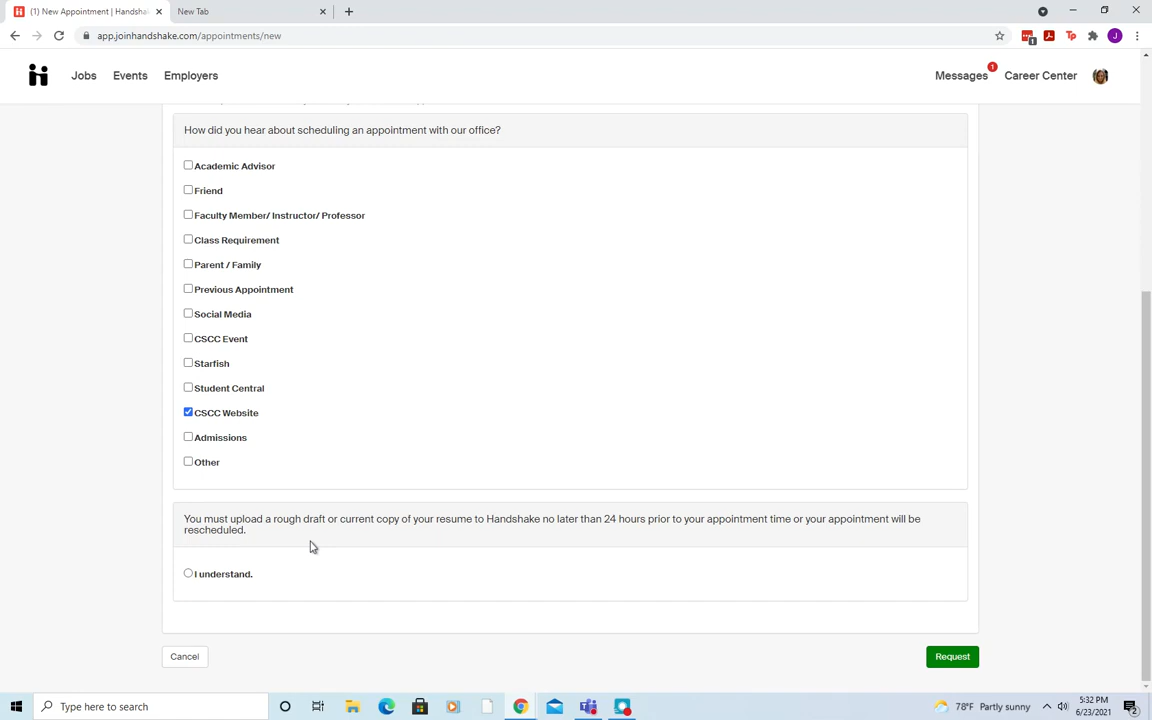 (1) New Appointment | Handsha
New Tab
app.joinhandshake.com/appointments/new
1
J
Jobs
Events
Employers
Messages
1
Career Center
How did you hear about scheduling an appointment with our office?
Academic Advisor
Friend
Faculty Member/ Instructor/ Professor
Class Requirement
Parent / Family
Previous Appointment
Social Media
CSCC Event
Starfish
Student Central
CSCC Website
Admissions
Other
You must upload a rough draft or current copy of your resume to Handshake no later than 24 hours prior to your appointment time or your appointment will be
rescheduled.
I understand.
Cancel
Request
Type here to search
78°F Partly sunny
5:32 PM
6/23/2021
2